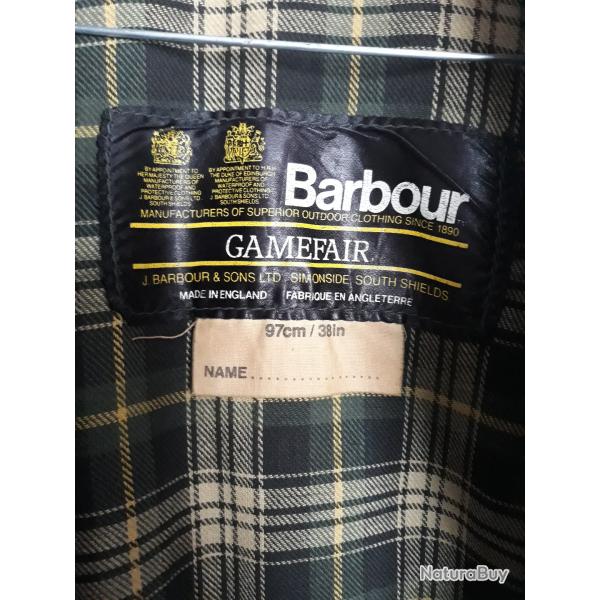 BY APPOINTMENT TO
HER MAJESTY THE QUEEN
MANUFACTURERS OF
WATERPROOF AND
PROTECTIVE CLOTHING
J. BARBOUR & SONS LTD
SOUTH SHIELDS
BY APPOINTMENT TO H.R.H.
THE DUKE OF EDINBURGH
MANUFACTURERS OF
WATERPROOF AND
PROTECTIVE CLOTHING
J. BARBOUR & SONS LTD
SOUTH SHIELDS
Barbour
MANUFACTURERS OF SUPERIOR OUTDOOR CLOTHING SINCE 1890
GAMEFAIR
J. BARBOUR & SONS LTD SIMONSIDE, SOUTH SHIELDS
MADE IN ENGLAND FABRIQUE EN ANGLETERRE
97cm / 38in
NAME....................
NaturaBuy